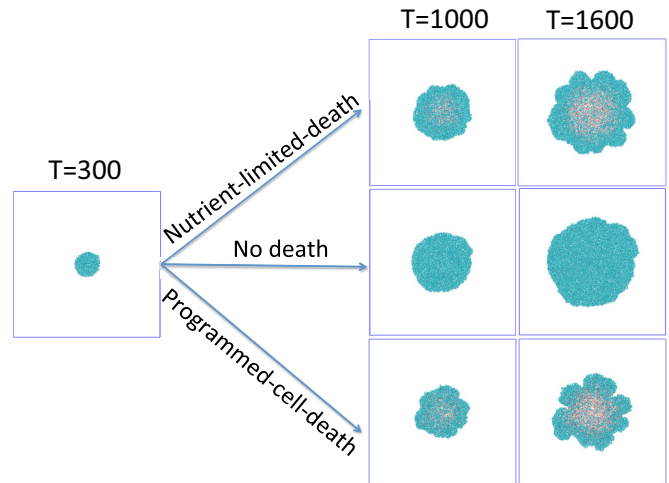 T=1000
T=1600
T=300
Nutrient-limited-death
No death
Programmed-cell-death